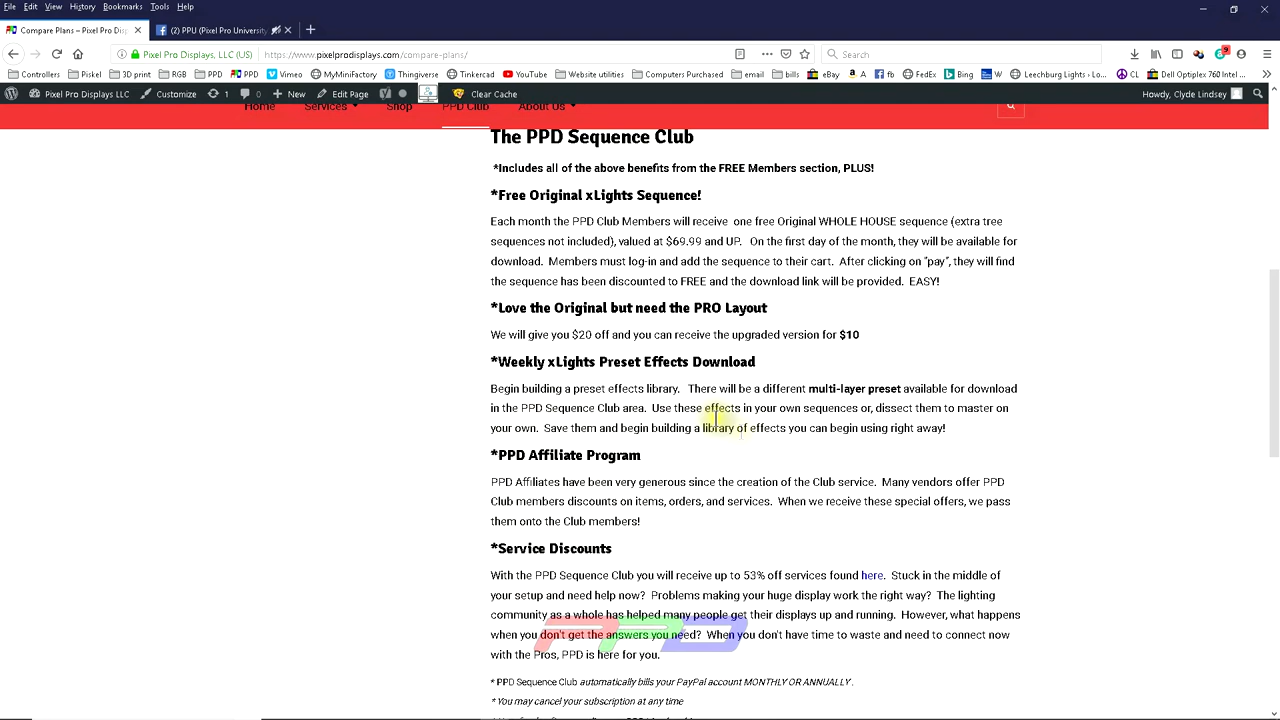 File Edit View History Bookmarks Tools Help
Compare Plans – Pixel Pro Disp
(2) PPU (Pixel Pro University
Pixel Pro Displays, LLC (US) https://www.pixelprodisplays.com/compare-plans/
Search
9
Controllers Piskel 3D print RGB PPD PPD Vimeo MyMiniFactory Thingiverse Tinkercad YouTube Website utilities Computers Purchased email bills eBay A fb FedEx Bing W Leechburg Lights › Lo... CL Dell Optiplex 760 Intel ...
Pixel Pro Displays LLC Customize 1 0 New Edit Page Clear Cache Howdy, Clyde Lindsey
Home Services Shop PPD Club About Us
The PPD Sequence Club
*Includes all of the above benefits from the FREE Members section, PLUS!
*Free Original xLights Sequence!
Each month the PPD Club Members will receive one free Original WHOLE HOUSE sequence (extra tree
sequences not included), valued at $69.99 and UP. On the first day of the month, they will be available for
download. Members must log-in and add the sequence to their cart. After clicking on “pay”, they will find
the sequence has been discounted to FREE and the download link will be provided. EASY!
*Love the Original but need the PRO Layout
We will give you $20 off and you can receive the upgraded version for $10
*Weekly xLights Preset Effects Download
Begin building a preset effects library. There will be a different multi-layer preset available for download
in the PPD Sequence Club area. Use these effects in your own sequences or, dissect them to master on
your own. Save them and begin building a library of effects you can begin using right away!
*PPD Affiliate Program
PPD Affiliates have been very generous since the creation of the Club service. Many vendors offer PPD
Club members discounts on items, orders, and services. When we receive these special offers, we pass
them onto the Club members!
*Service Discounts
With the PPD Sequence Club you will receive up to 53% off services found here. Stuck in the middle of
your setup and need help now? Problems making your huge display work the right way? The lighting
community as a whole has helped many people get their displays up and running. However, what happens
when you don't get the answers you need? When you don't have time to waste and need to connect now
with the Pros, PPD is here for you.
PPD
* PPD Sequence Club automatically bills your PayPal account MONTHLY OR ANNUALLY .
* You may cancel your subscription at any time